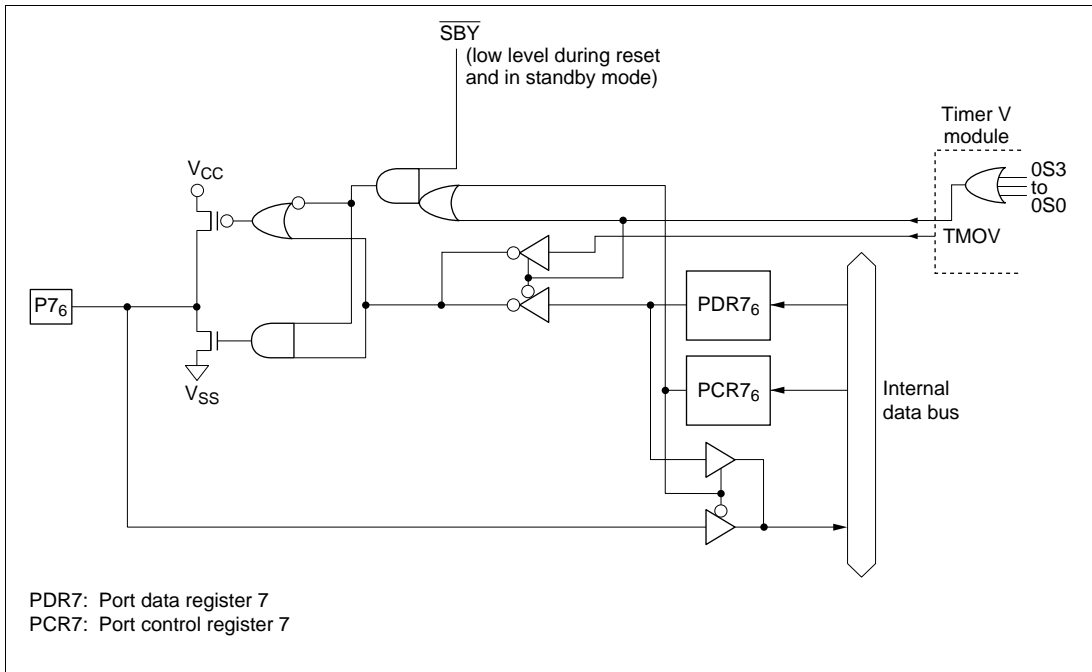 SBY
(low level during reset
and in standby mode)
Timer V
module
0S3
to
0S0
TMOV
VCC
P76
VSS
PDR76
PCR76
Internal
data bus
PDR7: Port data register 7
PCR7: Port control register 7